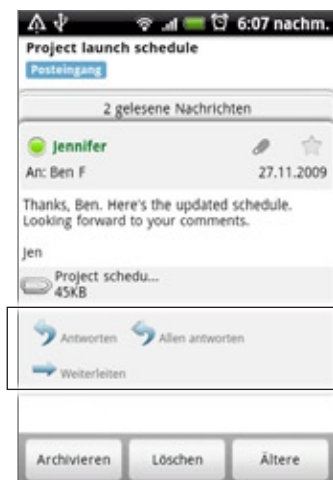 6:07 nachm.
Project launch schedule
Posteingang
2 gelesene Nachrichten
Jennifer
An: Ben F 27.11.2009
Thanks, Ben. Here's the updated schedule.
Looking forward to your comments.
Jen
Project schedu...
45KB
Antworten Allen antworten
Weiterleiten
Archivieren Löschen Ältere